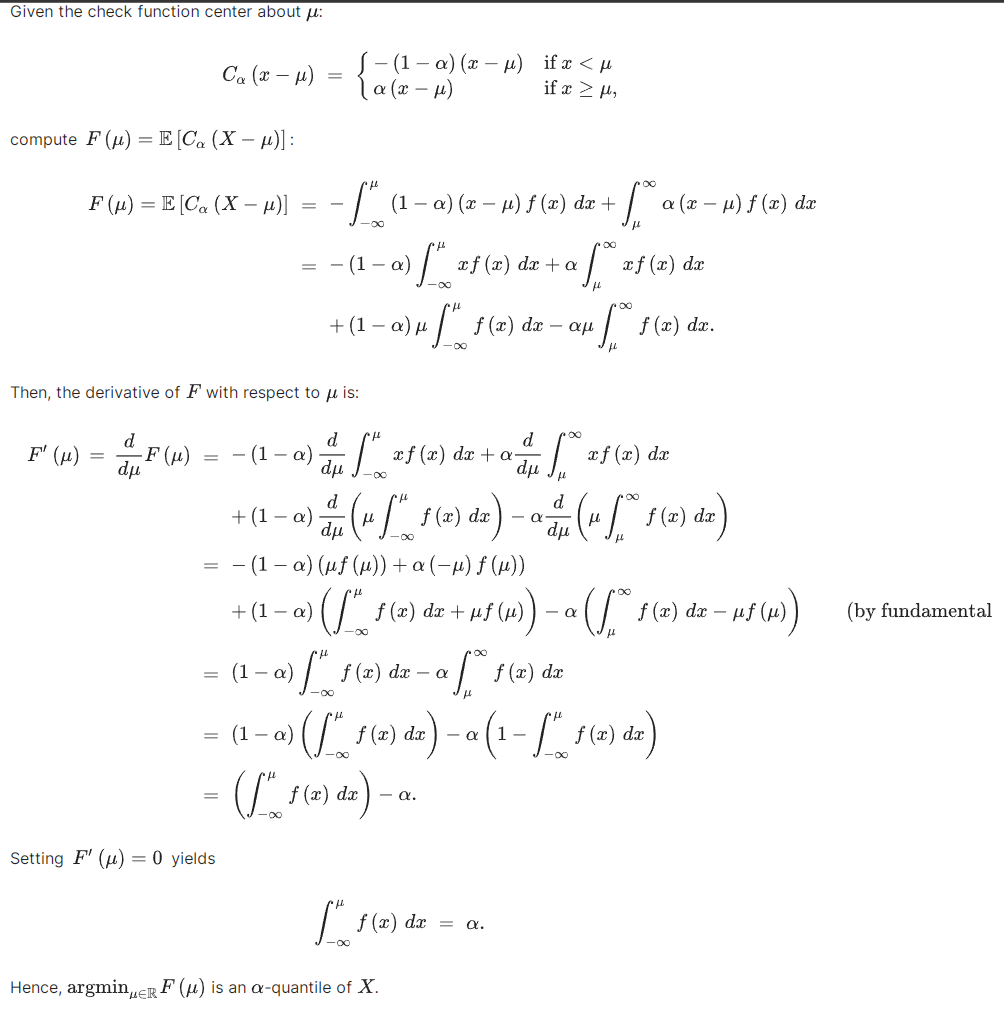 Given the check function center about μ:
C_α (x − μ) = { −(1 − α)(x − μ) if x < μ
α(x − μ) if x ≥ μ,
compute F(μ) = 𝔼[C_α (X − μ)]:
F(μ) = 𝔼[C_α (X − μ)] = −∫_{−∞}^{μ} (1 − α)(x − μ) f(x) dx + ∫_{μ}^{∞} α(x − μ) f(x) dx
= −(1 − α) ∫_{−∞}^{μ} x f(x) dx + α ∫_{μ}^{∞} x f(x) dx
+(1 − α) μ ∫_{−∞}^{μ} f(x) dx − αμ ∫_{μ}^{∞} f(x) dx.
Then, the derivative of F with respect to μ is:
F′(μ) = d/dμ F(μ) = −(1 − α) d/dμ ∫_{−∞}^{μ} x f(x) dx + α d/dμ ∫_{μ}^{∞} x f(x) dx
+(1 − α) d/dμ (μ ∫_{−∞}^{μ} f(x) dx) − α d/dμ (μ ∫_{μ}^{∞} f(x) dx)
= −(1 − α)(μf(μ)) + α(−μ) f(μ))
+(1 − α) (∫_{−∞}^{μ} f(x) dx + μf(μ)) − α (∫_{μ}^{∞} f(x) dx − μf(μ)) (by fundamental
= (1 − α) ∫_{−∞}^{μ} f(x) dx − α ∫_{μ}^{∞} f(x) dx
= (1 − α) (∫_{−∞}^{μ} f(x) dx) − α (1 − ∫_{−∞}^{μ} f(x) dx)
= (∫_{−∞}^{μ} f(x) dx) − α.
Setting F′(μ) = 0 yields
∫_{−∞}^{μ} f(x) dx = α.
Hence, argmin_{μ∈ℝ} F(μ) is an α-quantile of X.